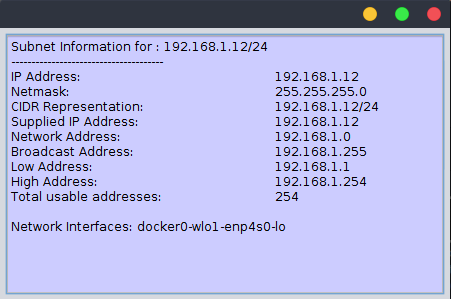 Subnet Information for : 192.168.1.12/24
--------------------------------------
IP Address: 192.168.1.12
Netmask: 255.255.255.0
CIDR Representation: 192.168.1.12/24
Supplied IP Address: 192.168.1.12
Network Address: 192.168.1.0
Broadcast Address: 192.168.1.255
Low Address: 192.168.1.1
High Address: 192.168.1.254
Total usable addresses: 254
Network Interfaces: docker0-wlo1-enp4s0-lo